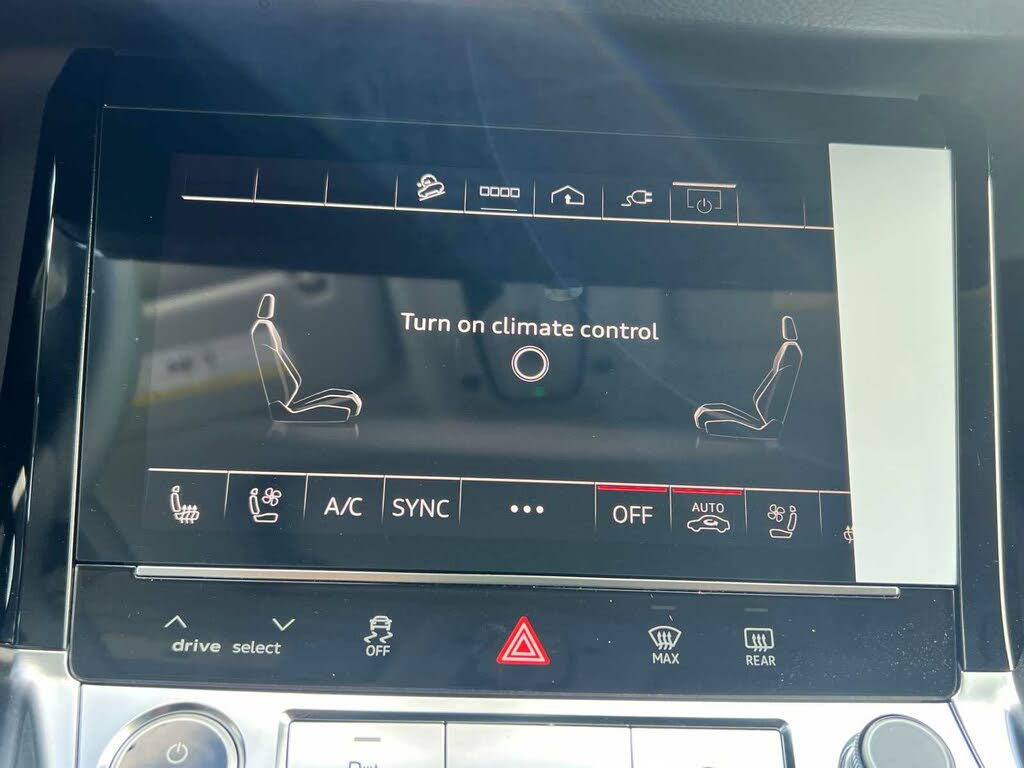 Turn on climate control
A/C SYNC ••• OFF AUTO
drive select OFF MAX REAR